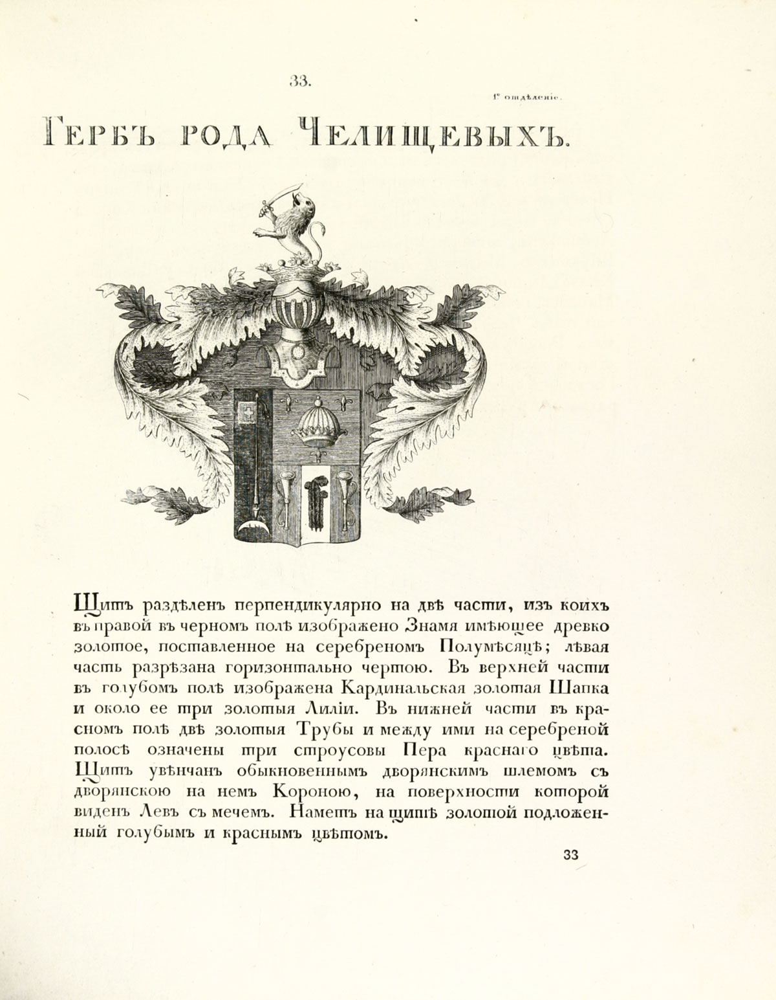 33.
1е отдѣленіе.
Гербъ рода Челищевыхъ.
Щитъ раздѣленъ перпендикулярно на двѣ части, изъ коихъ
въ правой въ черномъ полѣ изображено Знамя имѣющее древко
золотое, поставленное на серебреномъ Полумѣсяцѣ; лѣвая
часть разрѣзана горизонтально чертою. Въ верхней части
въ голубомъ полѣ изображена Кардинальская золотая Шапка
и около ее три золотыя Лиліи. Въ нижней части въ кра-
сномъ полѣ двѣ золотыя Трубы и между ими на серебреной
полосѣ означены три строусовы Пера краснаго цвѣта.
Щитъ увѣнчанъ обыкновеннымъ дворянскимъ шлемомъ съ
дворянскою на немъ Короною, на поверхности которой
виденъ Левъ съ мечемъ. Наметъ на щитѣ золотой подложен-
ный голубымъ и краснымъ цвѣтомъ.
33